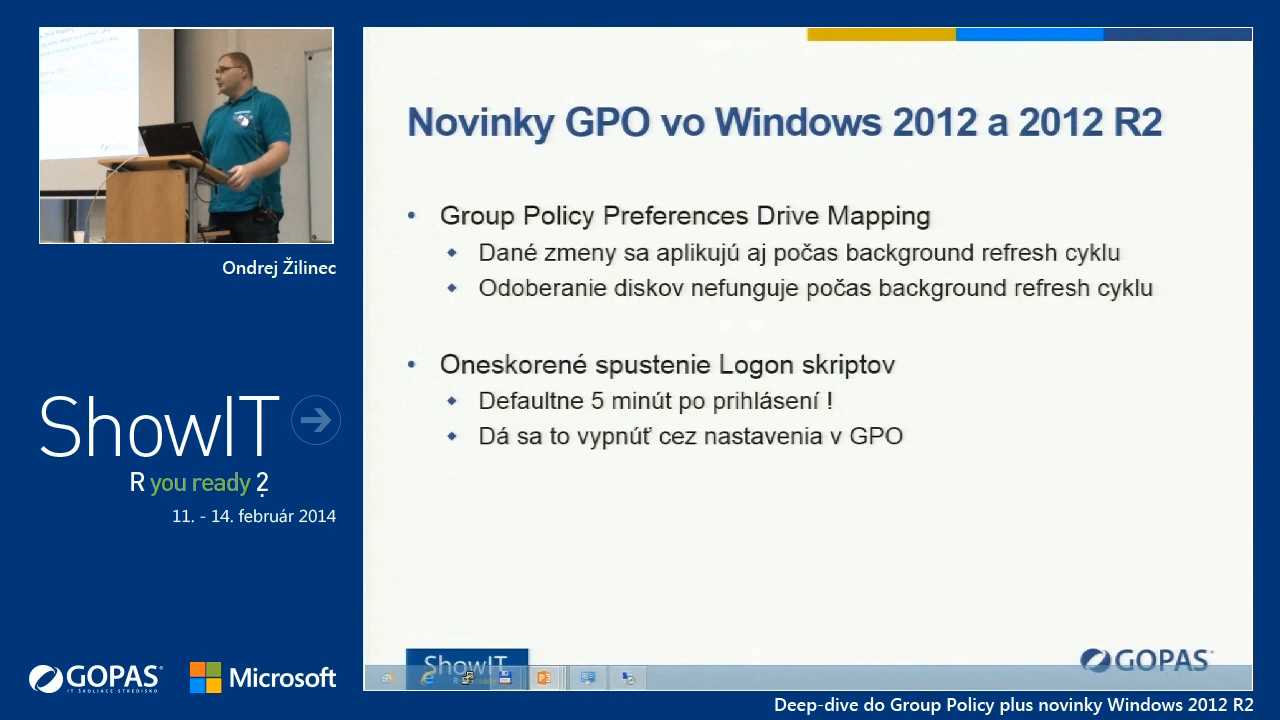 Ondrej Žilinec
ShowIT
R you ready ?
11. - 14. február 2014
GOPAS
IT ŠKOLIACE STREDISKO
Microsoft
Novinky GPO vo Windows 2012 a 2012 R2
• Group Policy Preferences Drive Mapping
Dané zmeny sa aplikujú aj počas background refresh cyklu
Odoberanie diskov nefunguje počas background refresh cyklu
• Oneskorené spustenie Logon skriptov
Defaultne 5 minút po prihlásení !
Dá sa to vypnúť cez nastavenia v GPO
ShowIT
GOPAS
Deep-dive do Group Policy plus novinky Windows 2012 R2